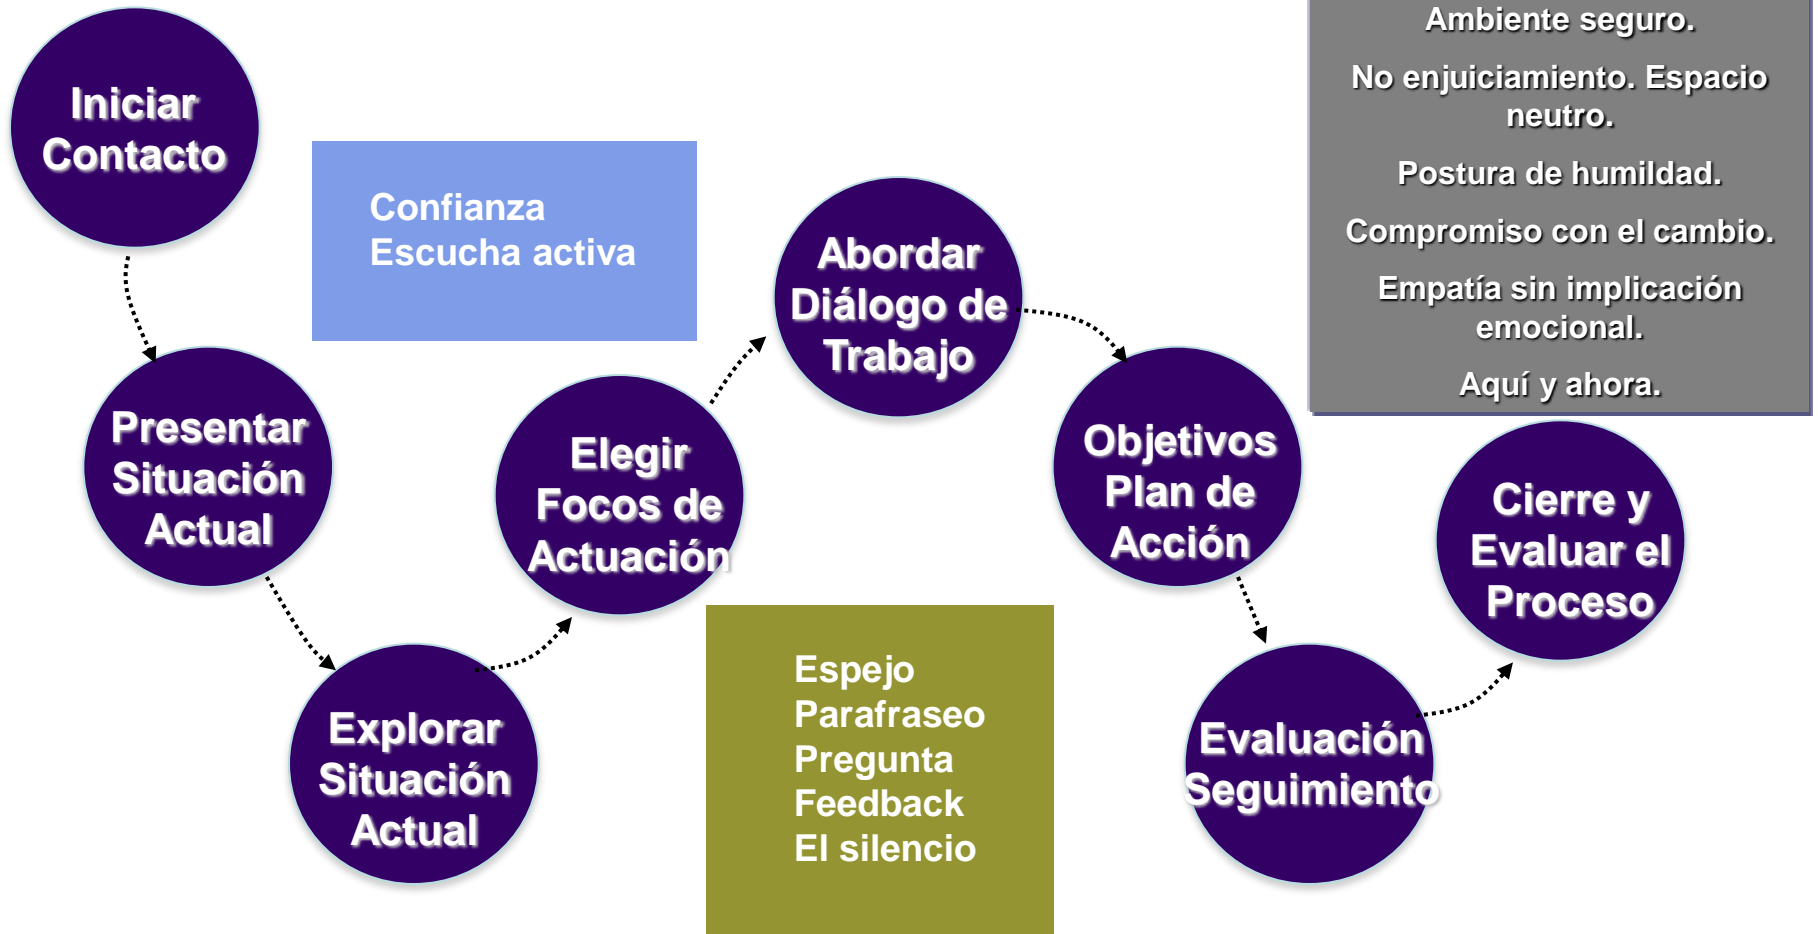 Iniciar
Contacto
Presentar
Situación
Actual
Explorar
Situación
Actual
Confianza
Escucha activa
Elegir
Focos de
Actuación
Abordar
Diálogo de
Trabajo
Espejo
Parafraseo
Pregunta
Feedback
El silencio
Objetivos
Plan de
Acción
Evaluación
Seguimiento
Cierre y
Evaluar el
Proceso
Ambiente seguro.
No enjuiciamiento. Espacio
neutro.
Postura de humildad.
Compromiso con el cambio.
Empatía sin implicación
emocional.
Aquí y ahora.